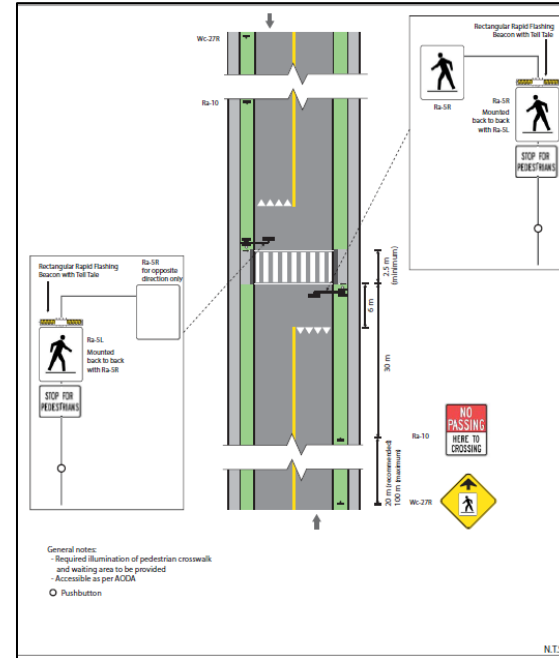 Wc-27R
Ra-10
Rectangular Rapid Flashing
Beacon with Tell Tale
Ra-5R
Ra-5R
Mounted
back to back
with Ra-5L
STOP FOR
PEDESTRIANS
Rectangular Rapid Flashing
Beacon with Tell Tale
Ra-5R
for opposite
direction only
Ra-5L
Mounted
back to back
with Ra-5R
STOP FOR
PEDESTRIANS
2.5 m
(minimum)
6 m
30 m
20 m (recommended)
100 m (maximum)
Ra-10
NO
PASSING
HERE TO
CROSSING
Wc-27R
General notes:
- Required illumination of pedestrian crosswalk
and waiting area to be provided
- Accessible as per AODA
Pushbutton